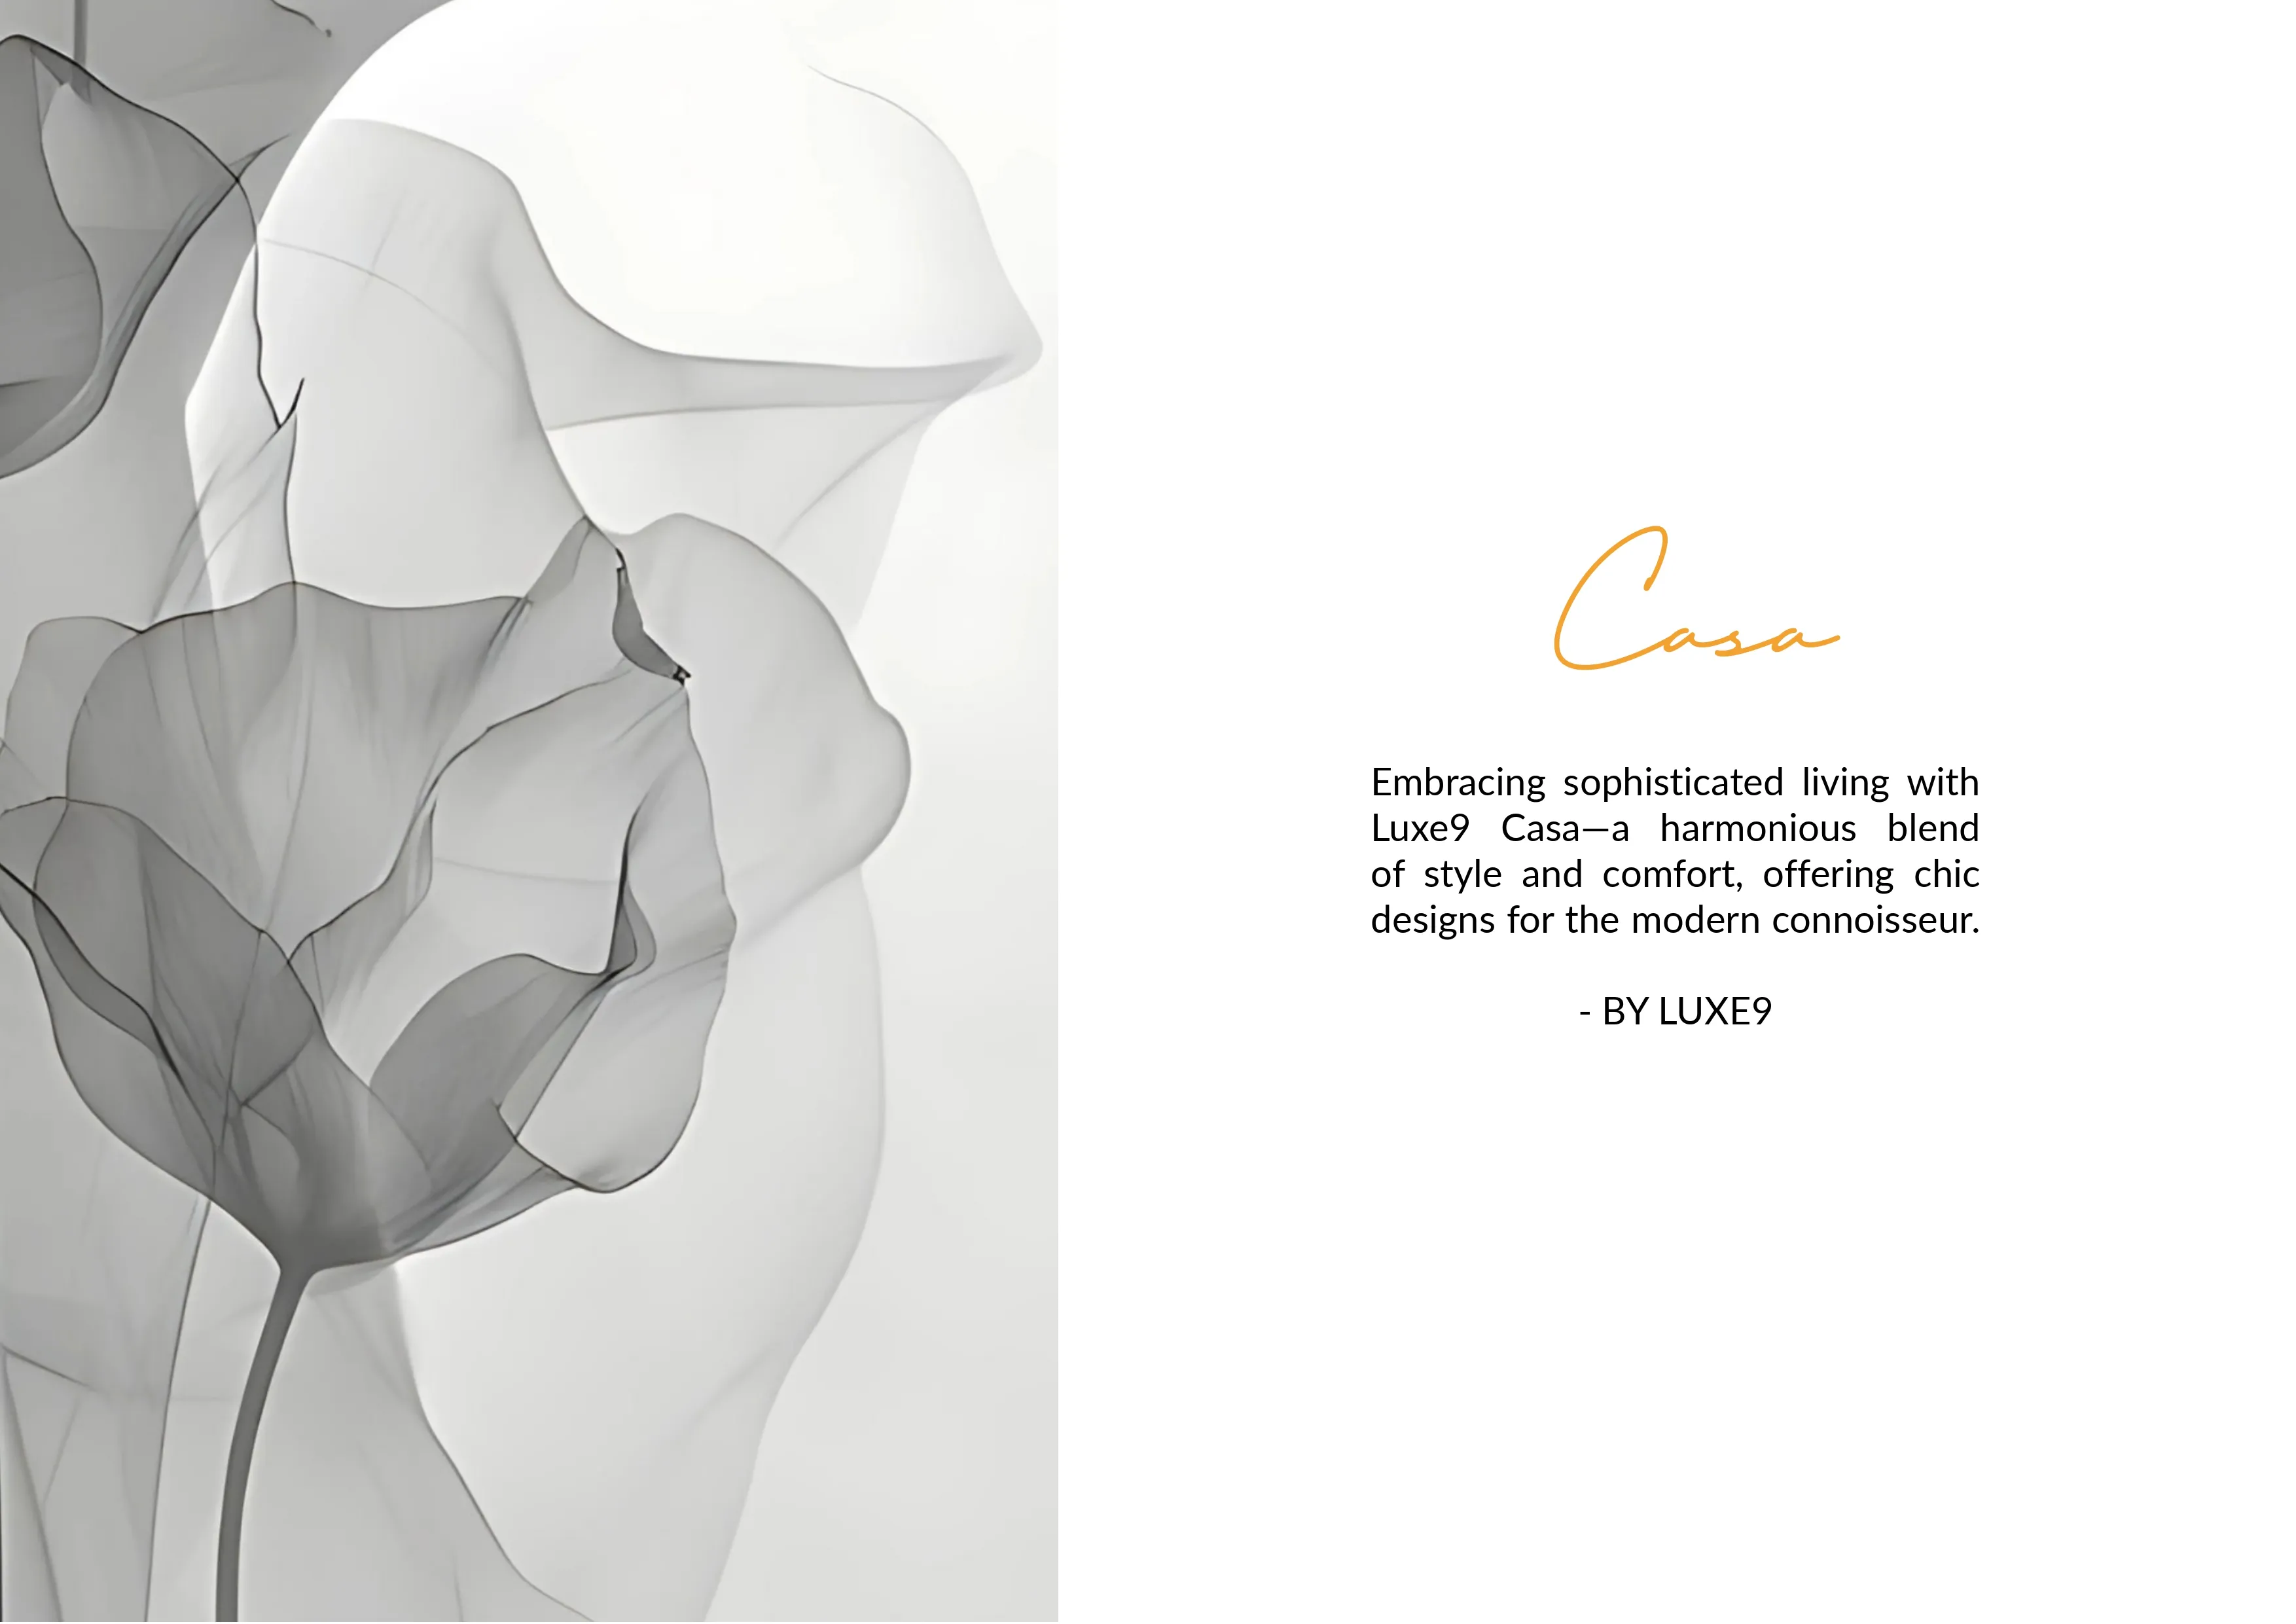 Casa
Embracing sophisticated living with
Luxe9 Casa—a harmonious blend
of style and comfort, offering chic
designs for the modern connoisseur.
- BY LUXE9